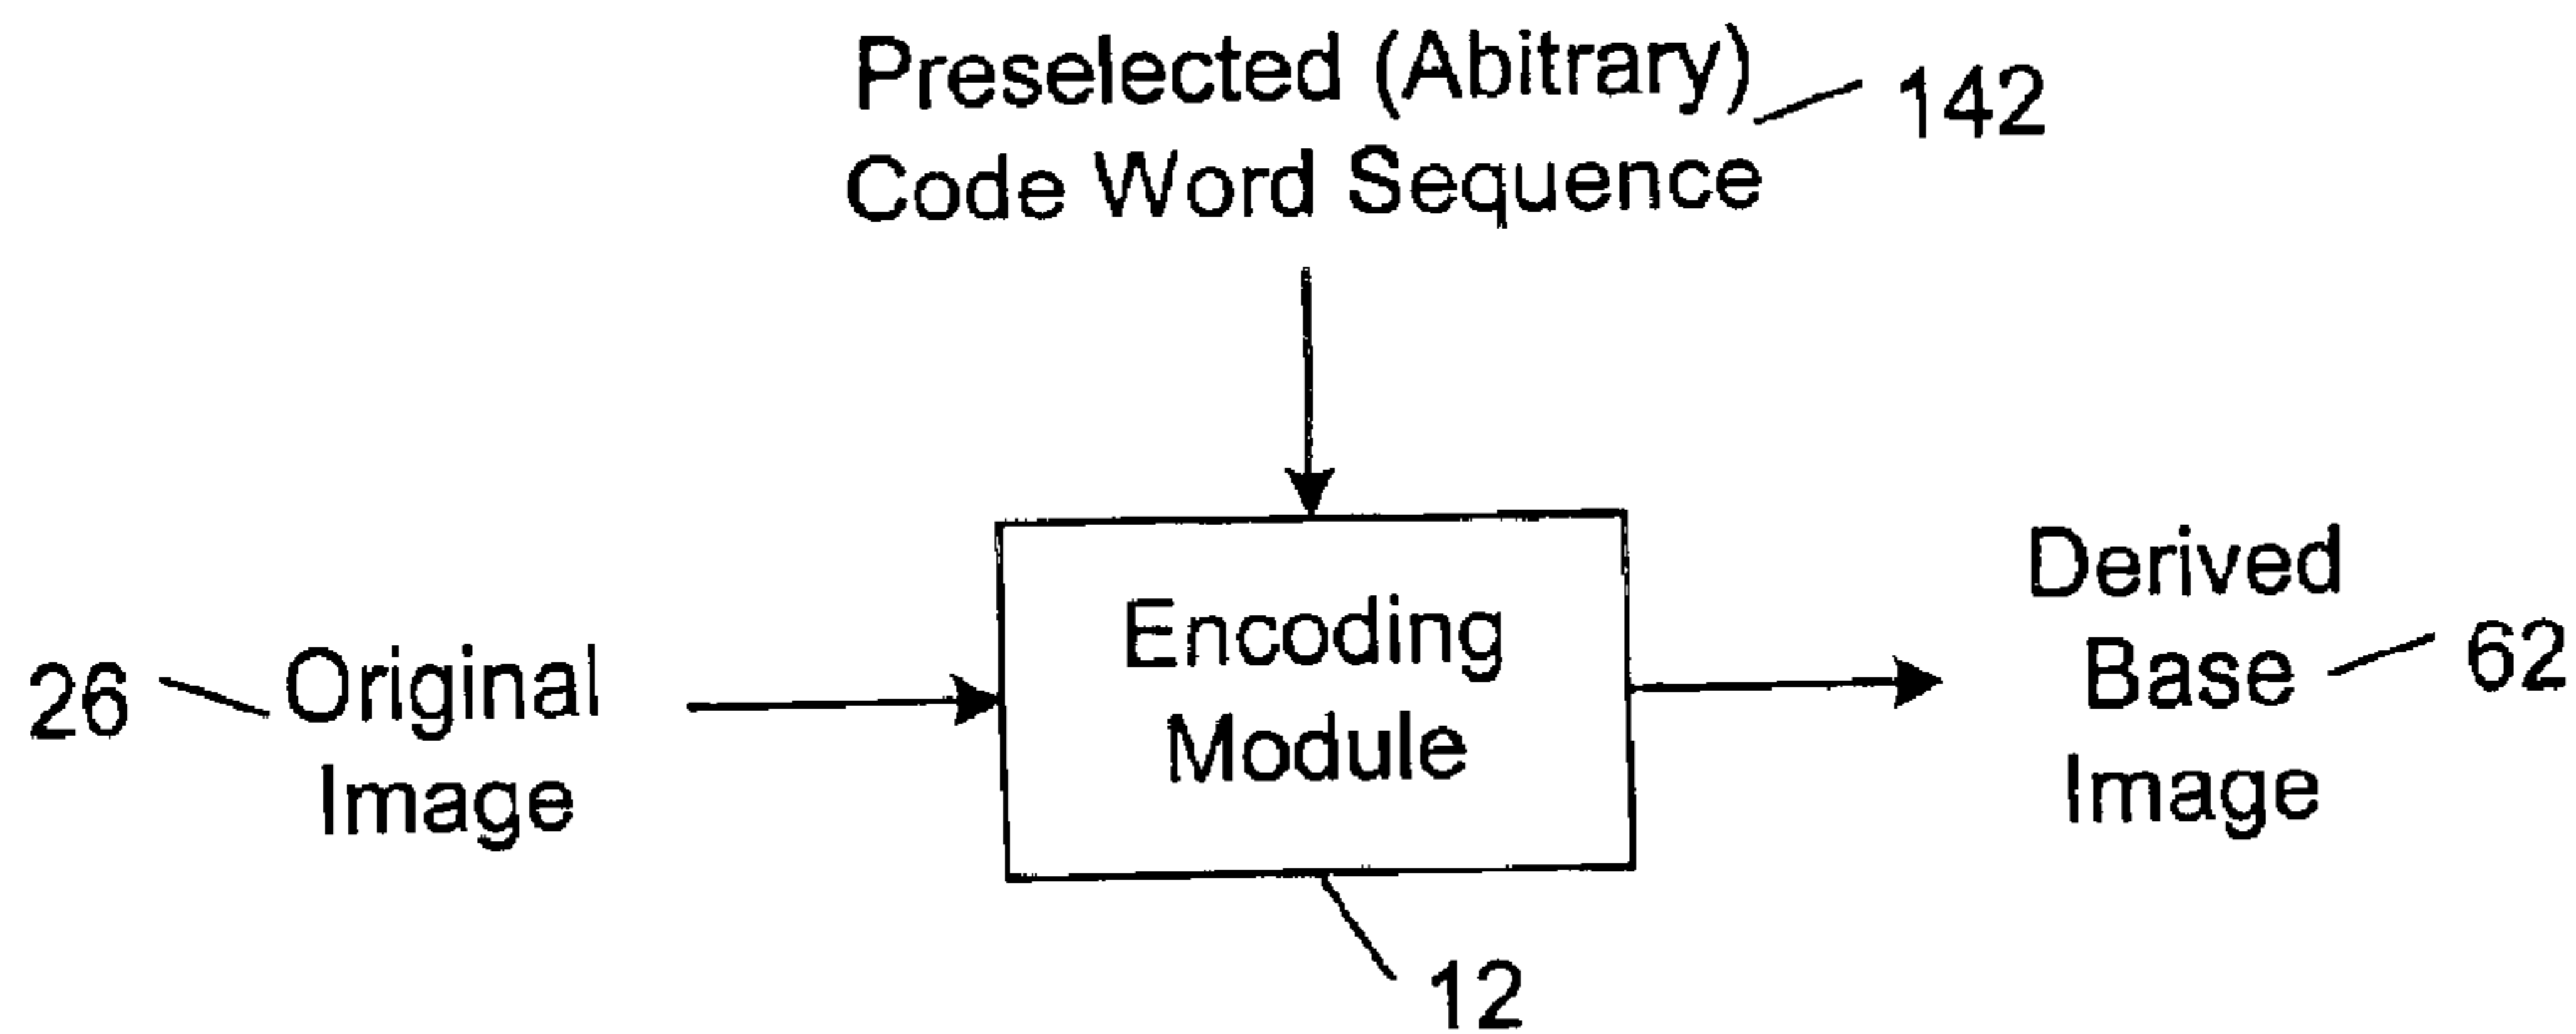 Preselected (Abitrary)
Code Word Sequence
142
Encoding
Module
26
Original
Image
Derived
Base
Image
62
12